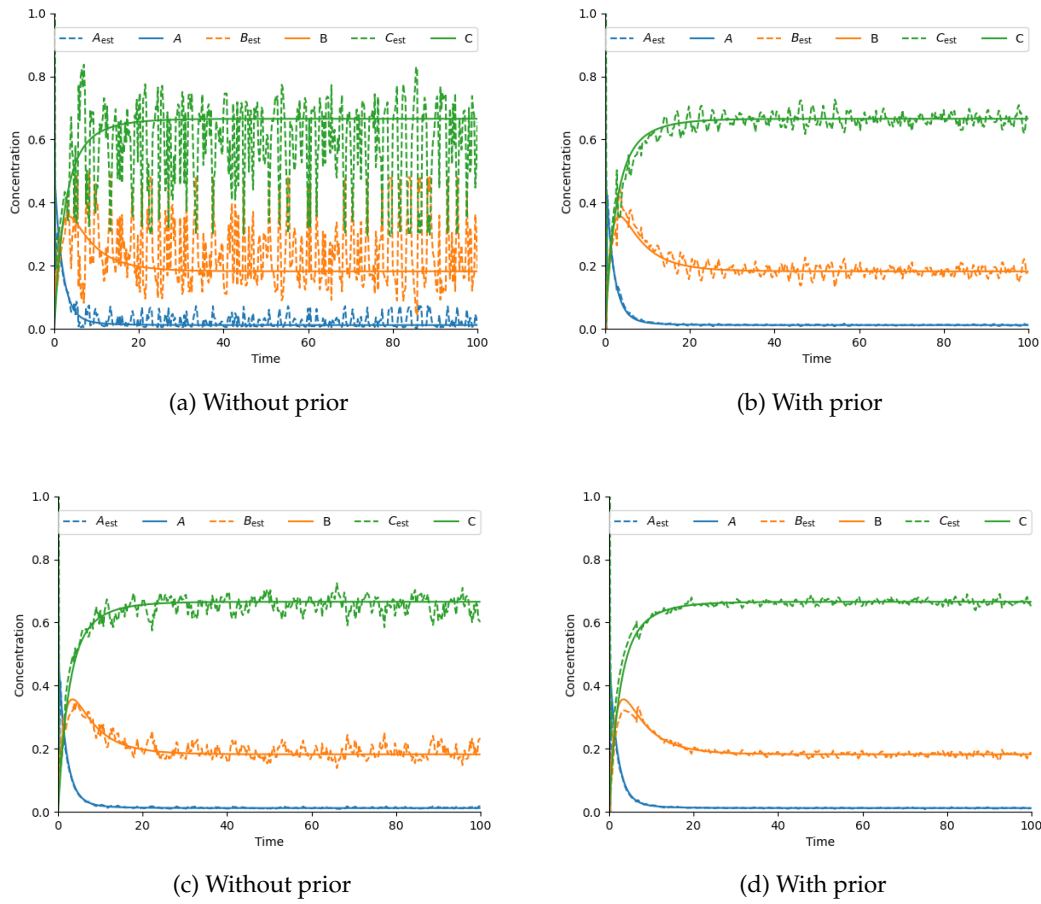 1.0
A_est A B_est B C_est C
0.8
0.6
Concentration
0.4
0.2
0.0
0 20 40 60 80 100
Time
(a) Without prior
1.0
A_est A B_est B C_est C
0.8
0.6
Concentration
0.4
0.2
0.0
0 20 40 60 80 100
Time
(b) With prior
1.0
A_est A B_est B C_est C
0.8
0.6
Concentration
0.4
0.2
0.0
0 20 40 60 80 100
Time
(c) Without prior
1.0
A_est A B_est B C_est C
0.8
0.6
Concentration
0.4
0.2
0.0
0 20 40 60 80 100
Time
(d) With prior